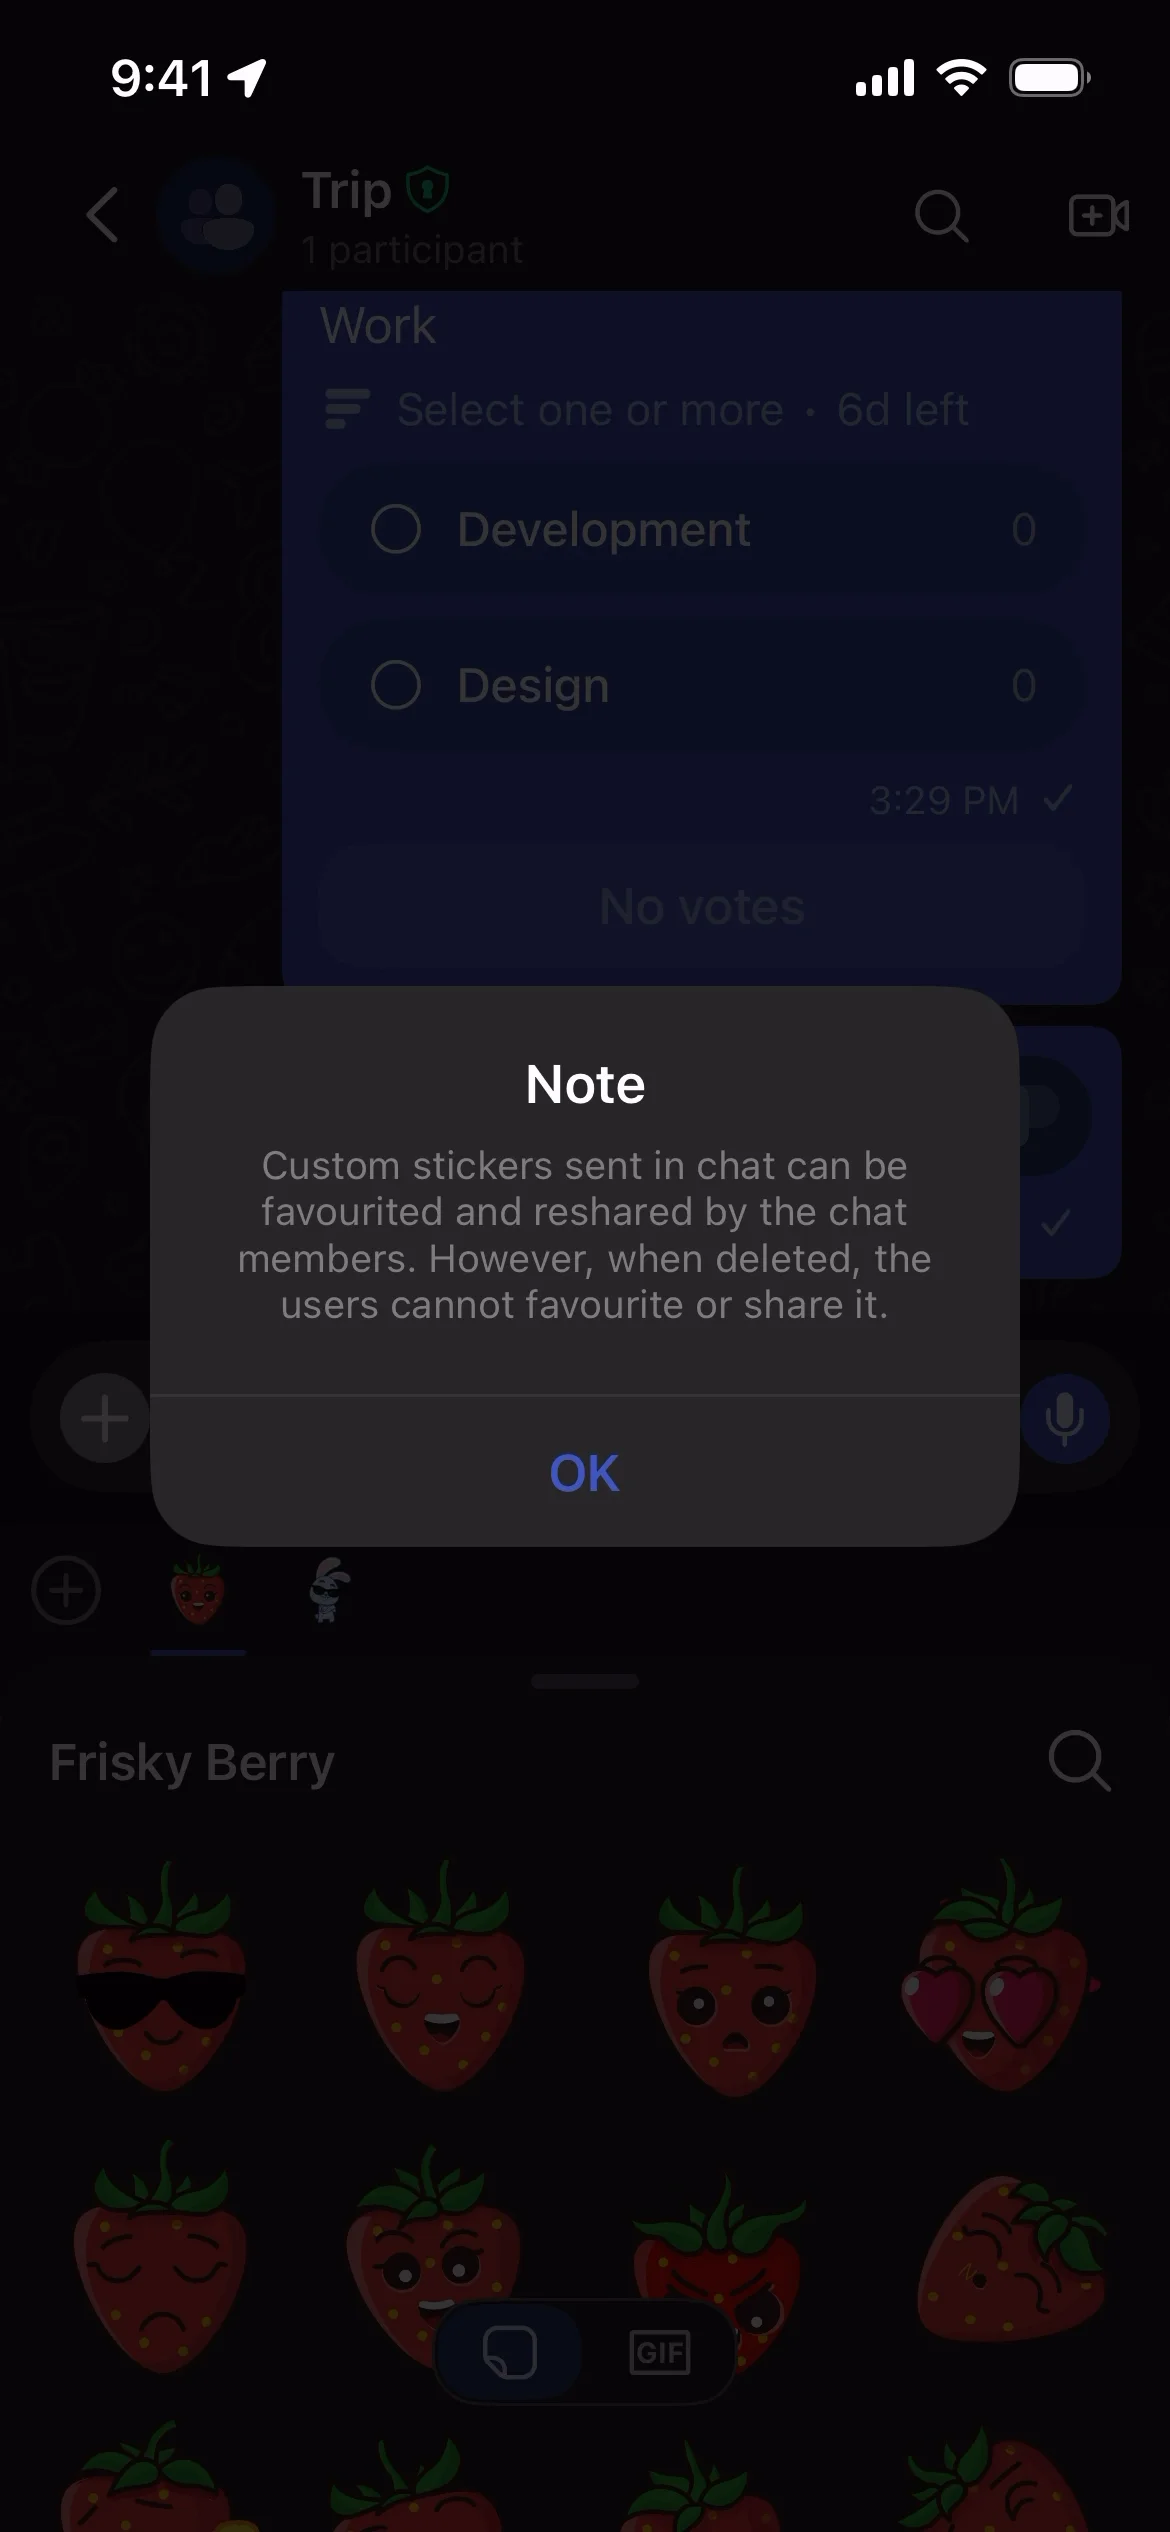 9:41
Trip
1 participant
Work
Select one or more • 6d left
Development 0
Design 0
3:29 PM
No votes
Note
Custom stickers sent in chat can be
favourited and reshared by the chat
members. However, when deleted, the
users cannot favourite or share it.
OK
Frisky Berry
GIF